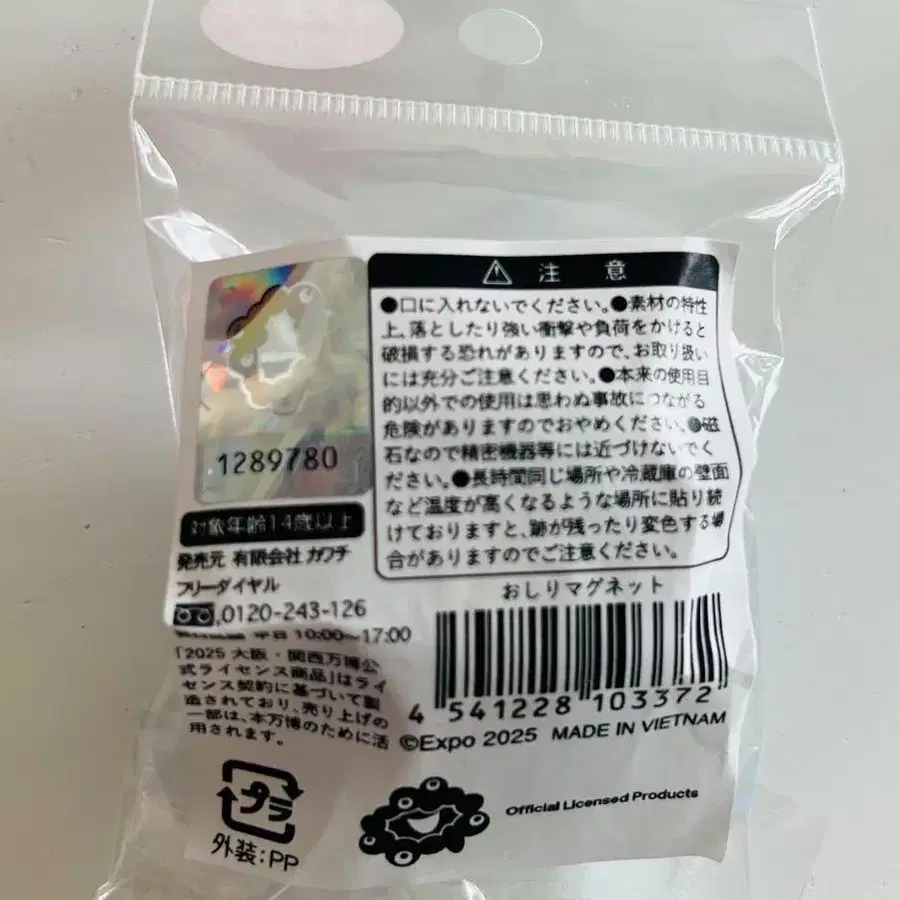 注意
●口に入れないでください。●素材の特性
上、落としたり強い衝撃や負荷をかけると
破損する恐れがありますので、お取り扱い
には充分ご注意ください。●本来の使用目
的以外での使用は思わぬ事故につながる
危険がありますのでおやめください。●磁
石なので精密機器等には近づけないでく
ださい。●長時間同じ場所や冷蔵庫の壁面
など温度が高くなるような場所に貼り続
けておりますと、跡が残ったり変色する場
合がありますのでご注意ください。
1289780
対象年齢14歳以上
発売元 有限会社 カワチ
フリーダイヤル
0120-243-126
平日 10:00~17:00
「2025 大阪・関西万博公
式ライセンス商品」はライ
センス契約に基づいて製
造されており、売り上げの
一部は、本万博のために活
用されます。
おしりマグネット
4 541228 103372
©Expo 2025 MADE IN VIETNAM
プラ
外装:PP
Official Licensed Products